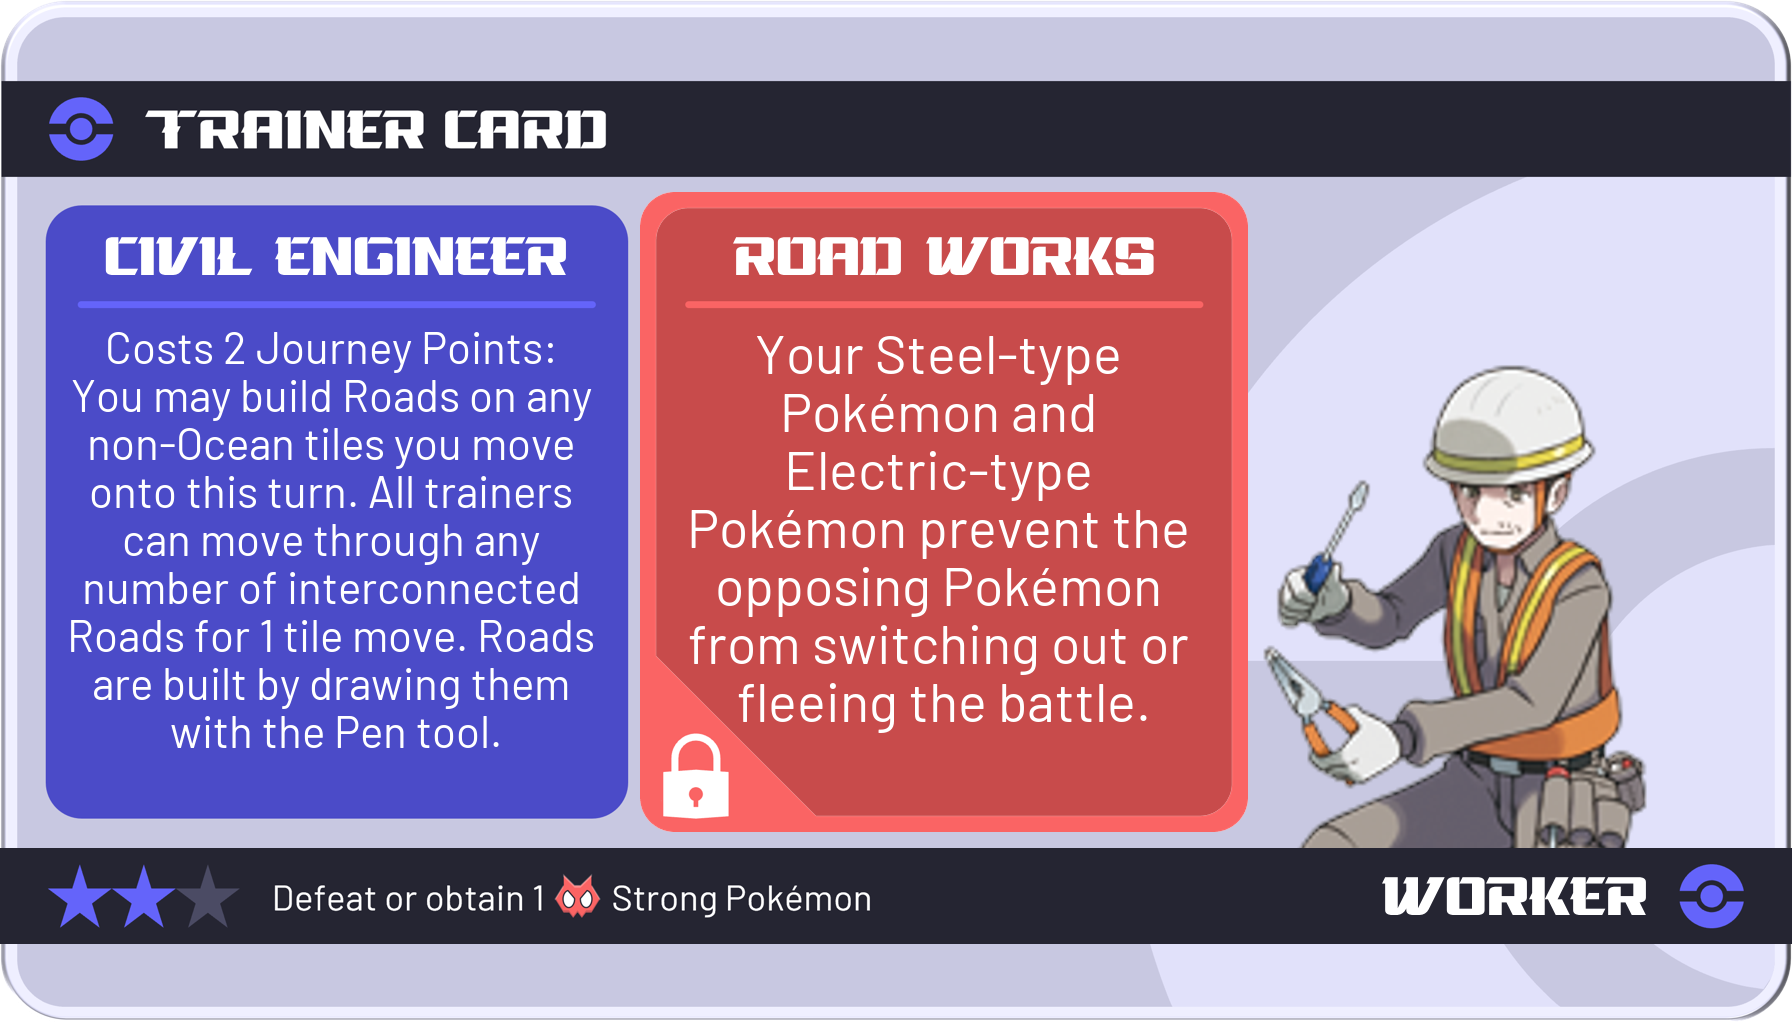 TRAINER CARD
CIVIL ENGINEER
Costs 2 Journey Points:
You may build Roads on any
non-Ocean tiles you move
onto this turn. All trainers
can move through any
number of interconnected
Roads for 1 tile move. Roads
are built by drawing them
with the Pen tool.
ROAD WORKS
Your Steel-type
Pokémon and
Electric-type
Pokémon prevent the
opposing Pokémon
from switching out or
fleeing the battle.
Defeat or obtain 1 Strong Pokémon
WORKER